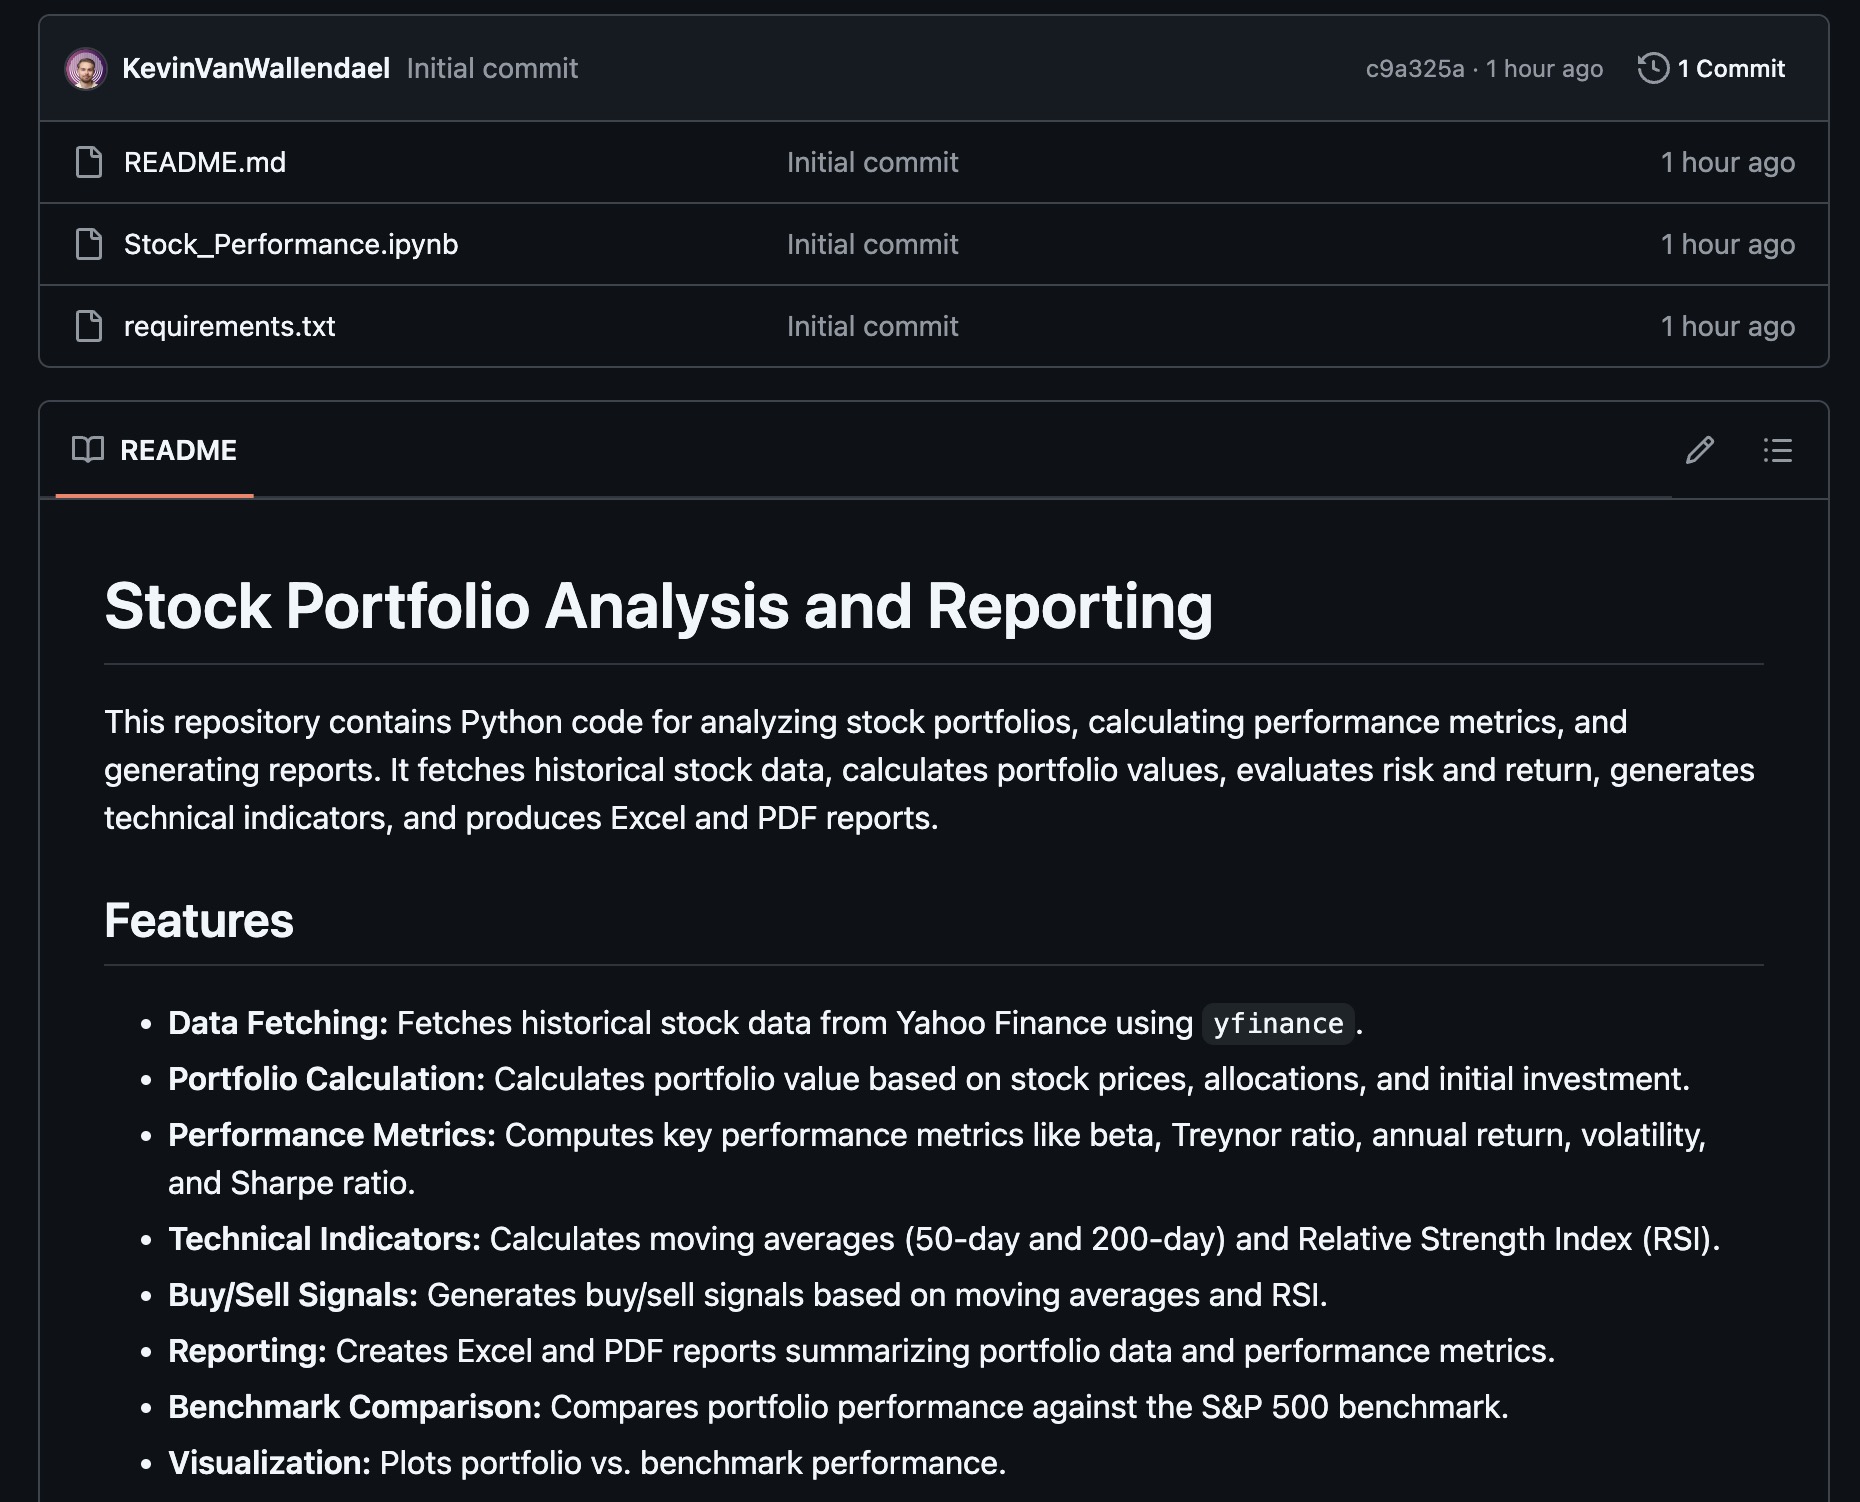 KevinVanWallendael Initial commit c9a325a · 1 hour ago 1 Commit
README.md Initial commit 1 hour ago
Stock_Performance.ipynb Initial commit 1 hour ago
requirements.txt Initial commit 1 hour ago
README
Stock Portfolio Analysis and Reporting
This repository contains Python code for analyzing stock portfolios, calculating performance metrics, and
generating reports. It fetches historical stock data, calculates portfolio values, evaluates risk and return, generates
technical indicators, and produces Excel and PDF reports.
Features
• Data Fetching: Fetches historical stock data from Yahoo Finance using yfinance.
• Portfolio Calculation: Calculates portfolio value based on stock prices, allocations, and initial investment.
• Performance Metrics: Computes key performance metrics like beta, Treynor ratio, annual return, volatility,
and Sharpe ratio.
• Technical Indicators: Calculates moving averages (50-day and 200-day) and Relative Strength Index (RSI).
• Buy/Sell Signals: Generates buy/sell signals based on moving averages and RSI.
• Reporting: Creates Excel and PDF reports summarizing portfolio data and performance metrics.
• Benchmark Comparison: Compares portfolio performance against the S&P 500 benchmark.
• Visualization: Plots portfolio vs. benchmark performance.